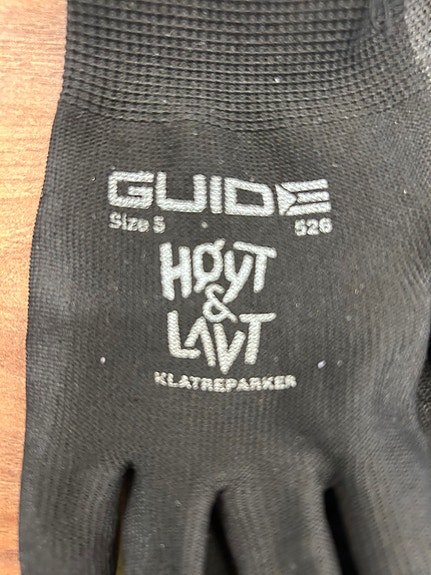 GUIDE
Size 5 526
HØYT
&
LAVT
KLATREPARKER